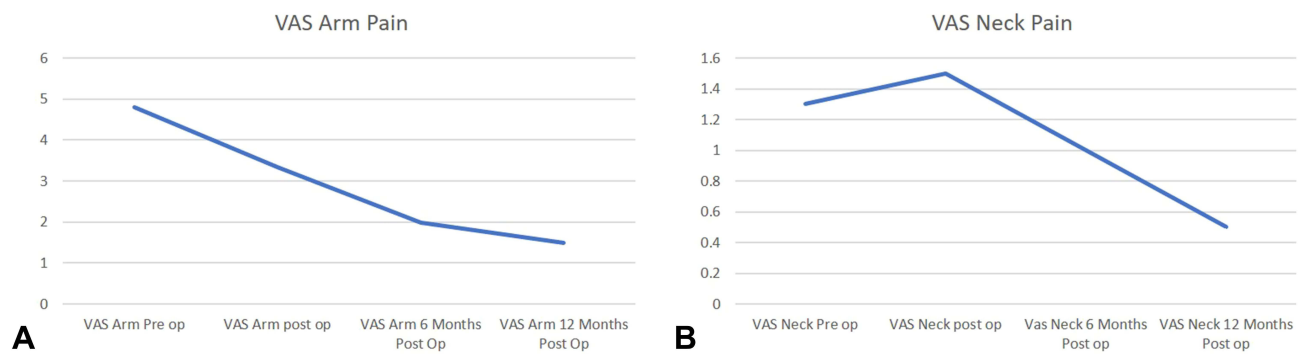 VAS Arm Pain
6
5
4
3
2
1
0
VAS Arm Pre op
VAS Arm post op
VAS Arm 6 Months
Post Op
VAS Arm 12 Months
Post Op
A
VAS Neck Pain
1.6
1.4
1.2
1
0.8
0.6
0.4
0.2
0
VAS Neck Pre op
VAS Neck post op
Vas Neck 6 Months
Post op
VAS Neck 12 Months
Post op
B